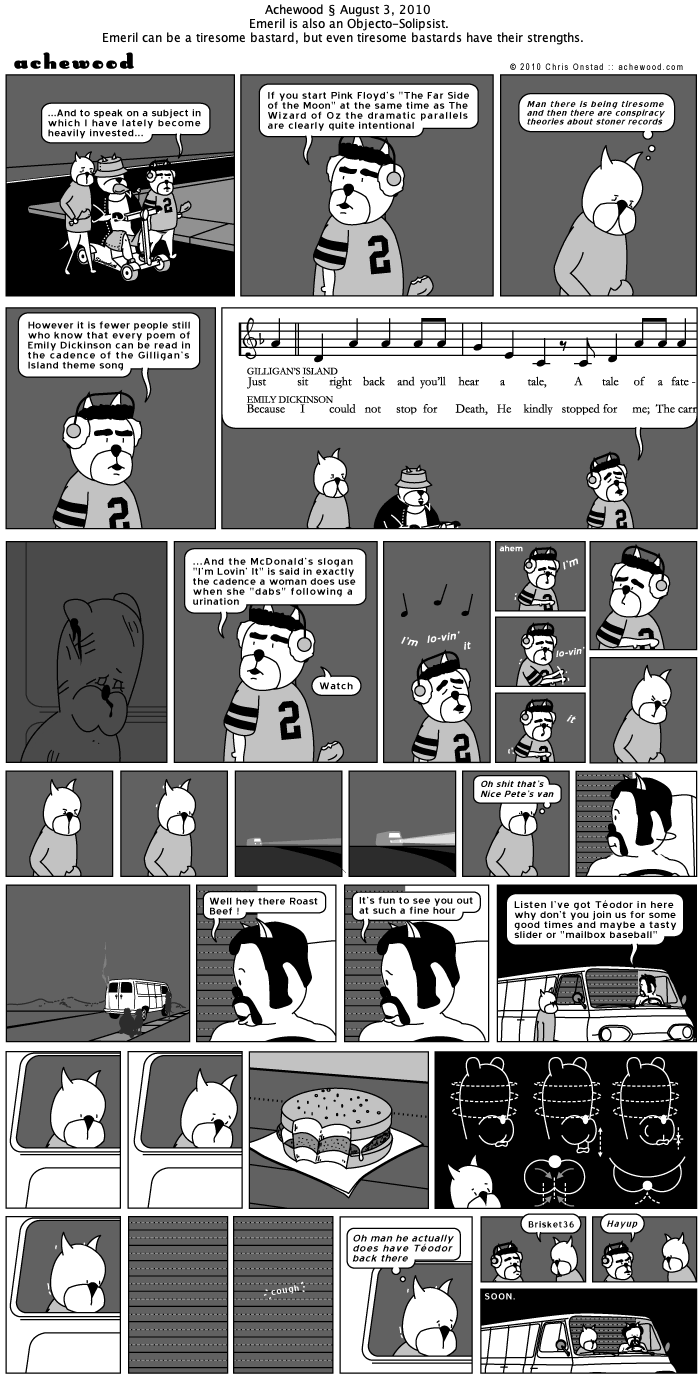 Achewood § August 3, 2010
Emeril is also an Objecto-Solipsist.
Emeril can be a tiresome bastard, but even tiresome bastards have their strengths.
achewood
© 2010 Chris Onstad :: achewood.com
...And to speak on a subject in
which I have lately become
heavily invested...
2
If you start Pink Floyd's "The Far Side
of the Moon" at the same time as The
Wizard of Oz the dramatic parallels
are clearly quite intentional
2
Man there is being tiresome
and then there are conspiracy
theories about stoner records
However it is fewer people still
who know that every poem of
Emily Dickinson can be read in
the cadence of the Gilligan's
Island theme song
2
GILLIGAN'S ISLAND
Just sit right back and you'll hear a tale, A tale of a fate-
EMILY DICKINSON
Because I could not stop for Death, He kindly stopped for me; The carr
2
...And the McDonald's slogan
"I'm Lovin' It" is said in exactly
the cadence a woman does use
when she "dabs" following a
urination
Watch
2
I'm lo-vin' it
2
ahem
I'm
lo-vin'
it
Oh shit that's
Nice Pete's van
Well hey there Roast
Beef !
It's fun to see you out
at such a fine hour
Listen I've got Téodor in here
why don't you join us for some
good times and maybe a tasty
slider or "mailbox baseball"
cough
Oh man he actually
does have Téodor
back there
Brisket36
Hayup
SOON.